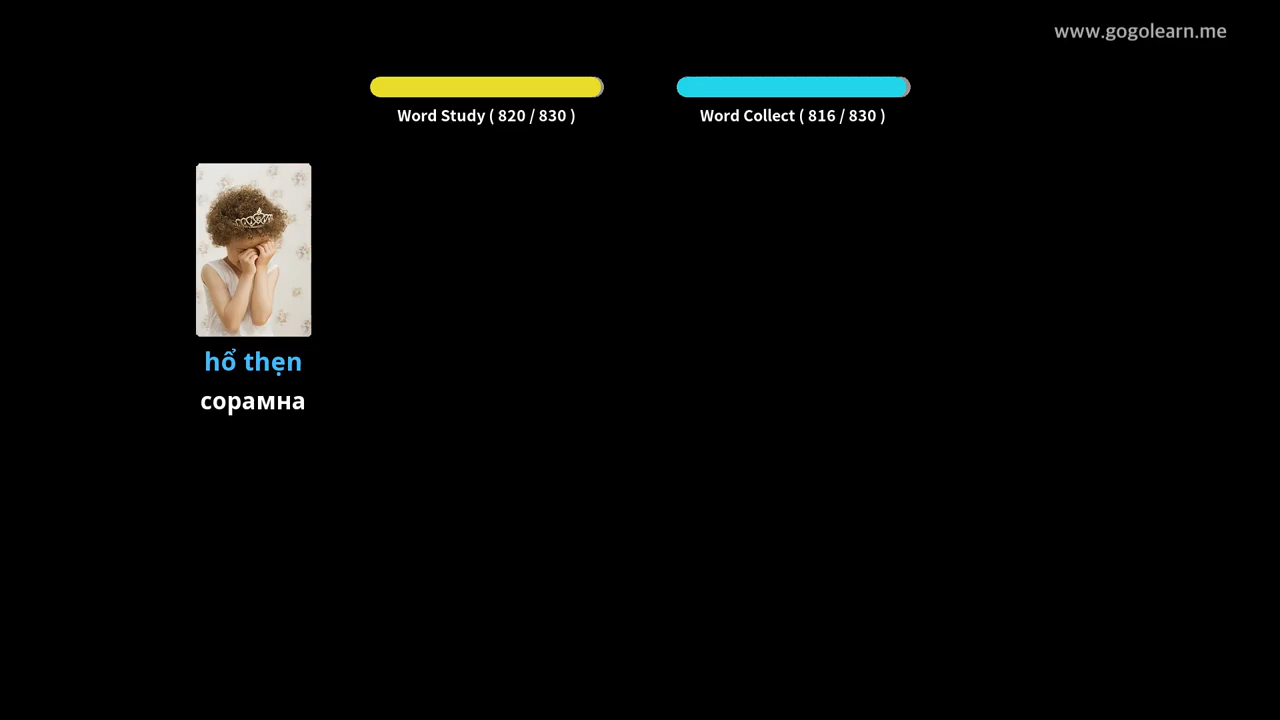 www.gogolearn.me
Word Study ( 820 / 830 )
Word Collect ( 816 / 830 )
hổ thẹn
сорамна